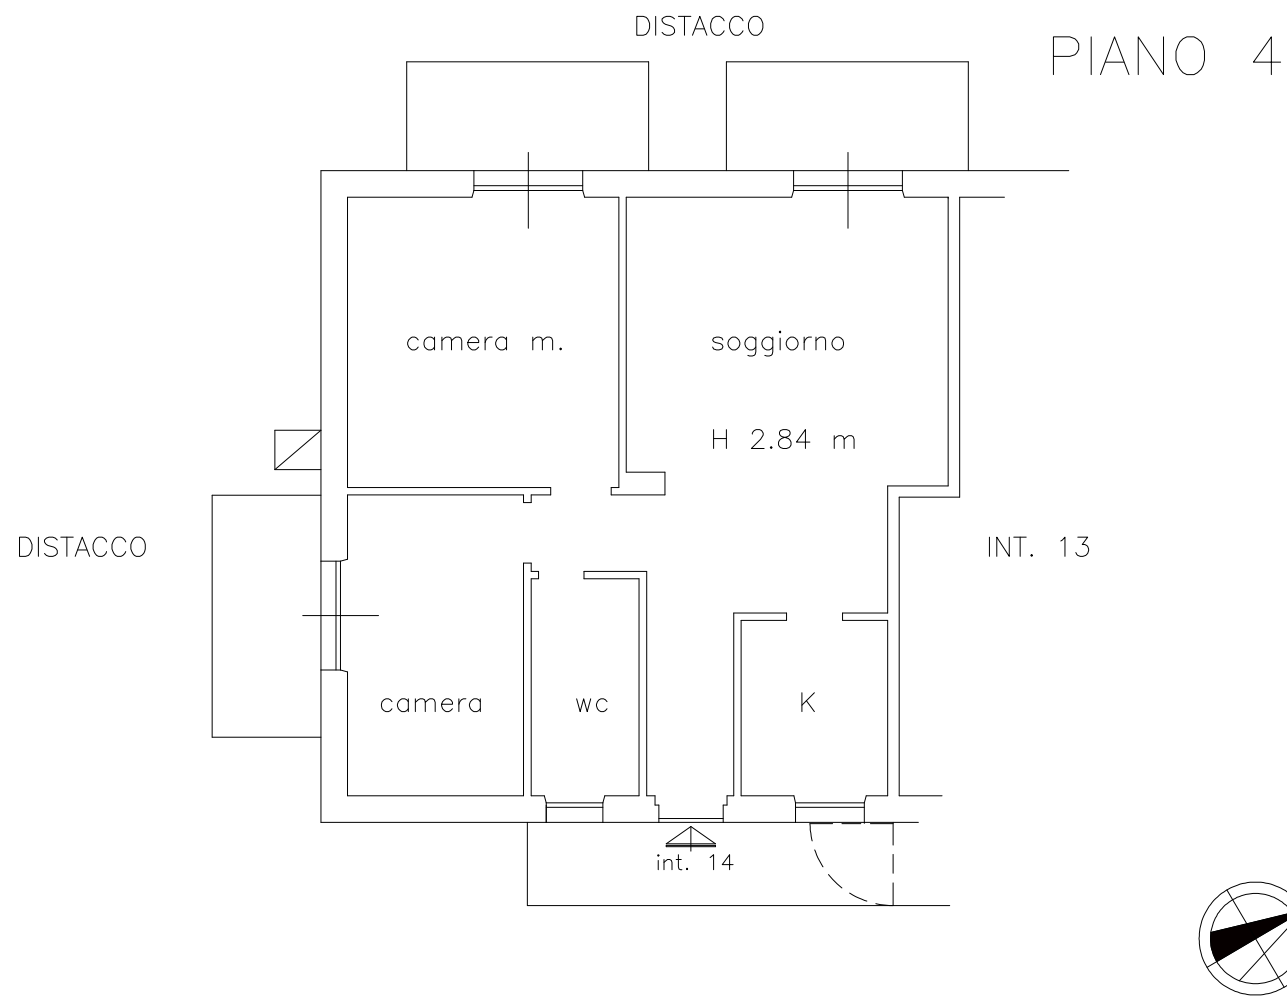 DISTACCO
PIANO 4
camera m.
soggiorno
H 2.84 m
DISTACCO
INT. 13
camera
wc
K
int. 14